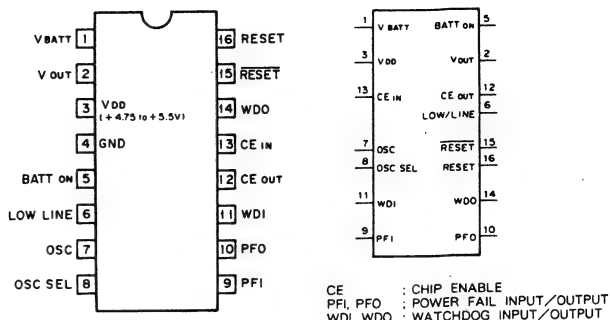 VBATT 1
16 RESET
VOUT 2
15 RESET
3 VDD
(+4.75 to +5.5V)
14 WDO
4 GND
13 CE IN
BATT ON 5
12 CE OUT
LOW LINE 6
11 WDI
OSC 7
10 PFO
OSC SEL 8
9 PFI
1 V BATT
BATT ON 5
3 VDD
VOUT 2
13 CE IN
CE OUT 12
LOW/LINE 6
7 OSC
RESET 15
8 OSC SEL
RESET 16
11 WDI
WDO 14
9 PFI
PFO 10
CE : CHIP ENABLE
PFI, PFO : POWER FAIL INPUT/OUTPUT
WDI, WDO : WATCHDOG INPUT/OUTPUT